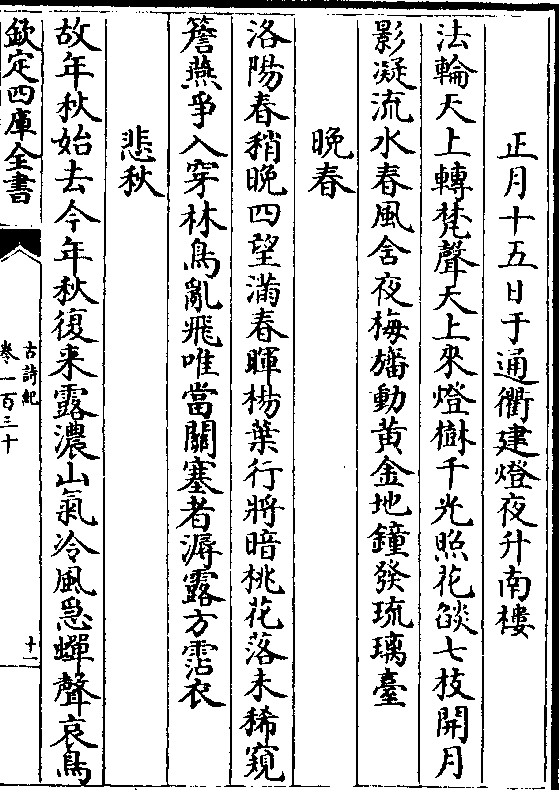 正月十五日于通衢建燈夜升南樓
法輪天上轉梵聲天上來燈樹千光照花燄七枝開月
影凝流水春風含夜梅旛動黃金地鐘發琉璃臺
晚春
洛陽春稍晚四望滿春暉楊葉行將暗桃花落未稀窺
簷燕爭入穿林鳥亂飛唯當關塞者溽露方霑衣
悲秋
故年秋始去今年秋復来露濃山氣冷風急蟬聲哀鳥
欽定四庫全書
古詩紀
卷一百三十
十一